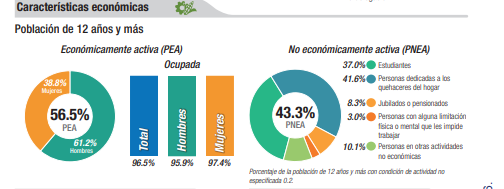 Características económicas
Población de 12 años y más
Económicamente activa (PEA)
38.8%
Mujeres
56.5%
PEA
61.2%
Hombres
Ocupada
Total
Hombres
Mujeres
96.5%
95.9%
97.4%
No económicamente activa (PNEA)
43.3%
PNEA
37.0% Estudiantes
41.6% Personas dedicadas a los
quehaceres del hogar
8.3% Jubilados o pensionados
3.0% Personas con alguna limitación
física o mental que les impide
trabajar
10.1% Personas en otras actividades
no económicas
Porcentaje de la población de 12 años y más con condición de actividad no
especificada 0.2.